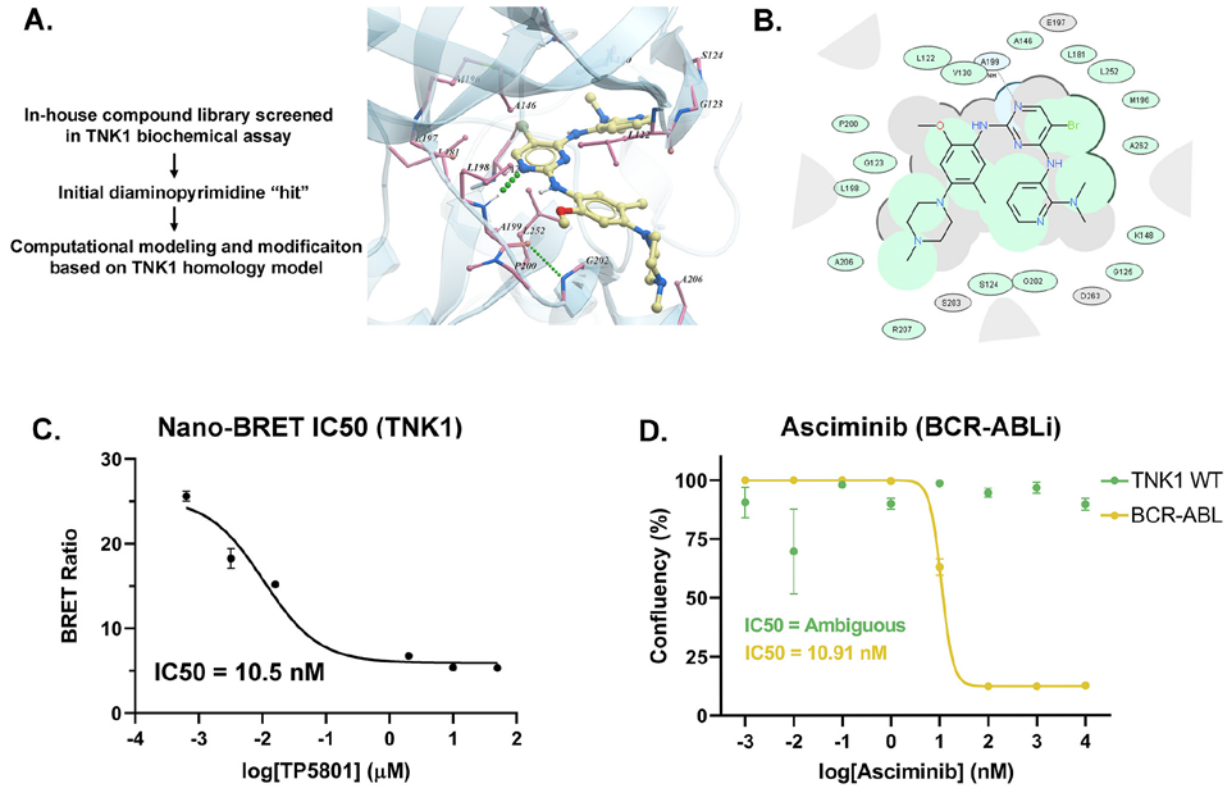 A.
In-house compound library screened
in TNK1 biochemical assay
Initial diaminopyrimidine “hit”
Computational modeling and modificaiton
based on TNK1 homology model
S124
G123
M196
A146
L122
E197
L181
L198
A199
L252
P200
G202
A206
B.
E197
A146
L122
V130
A199
L181
L252
M196
P200
A262
G123
L198
K148
A206
G125
S124
G202
S203
D263
R207
O
HN
N
N
Br
NH
N
N
N
N
C.
Nano-BRET IC50 (TNK1)
30
20
10
0
BRET Ratio
IC50 = 10.5 nM
-4
-3
-2
-1
0
1
2
log[TP5801] (μM)
D.
Asciminib (BCR-ABLi)
100
75
50
25
0
Confluency (%)
TNK1 WT
BCR-ABL
IC50 = Ambiguous
IC50 = 10.91 nM
-3
-2
-1
0
1
2
3
4
log[Asciminib] (nM)